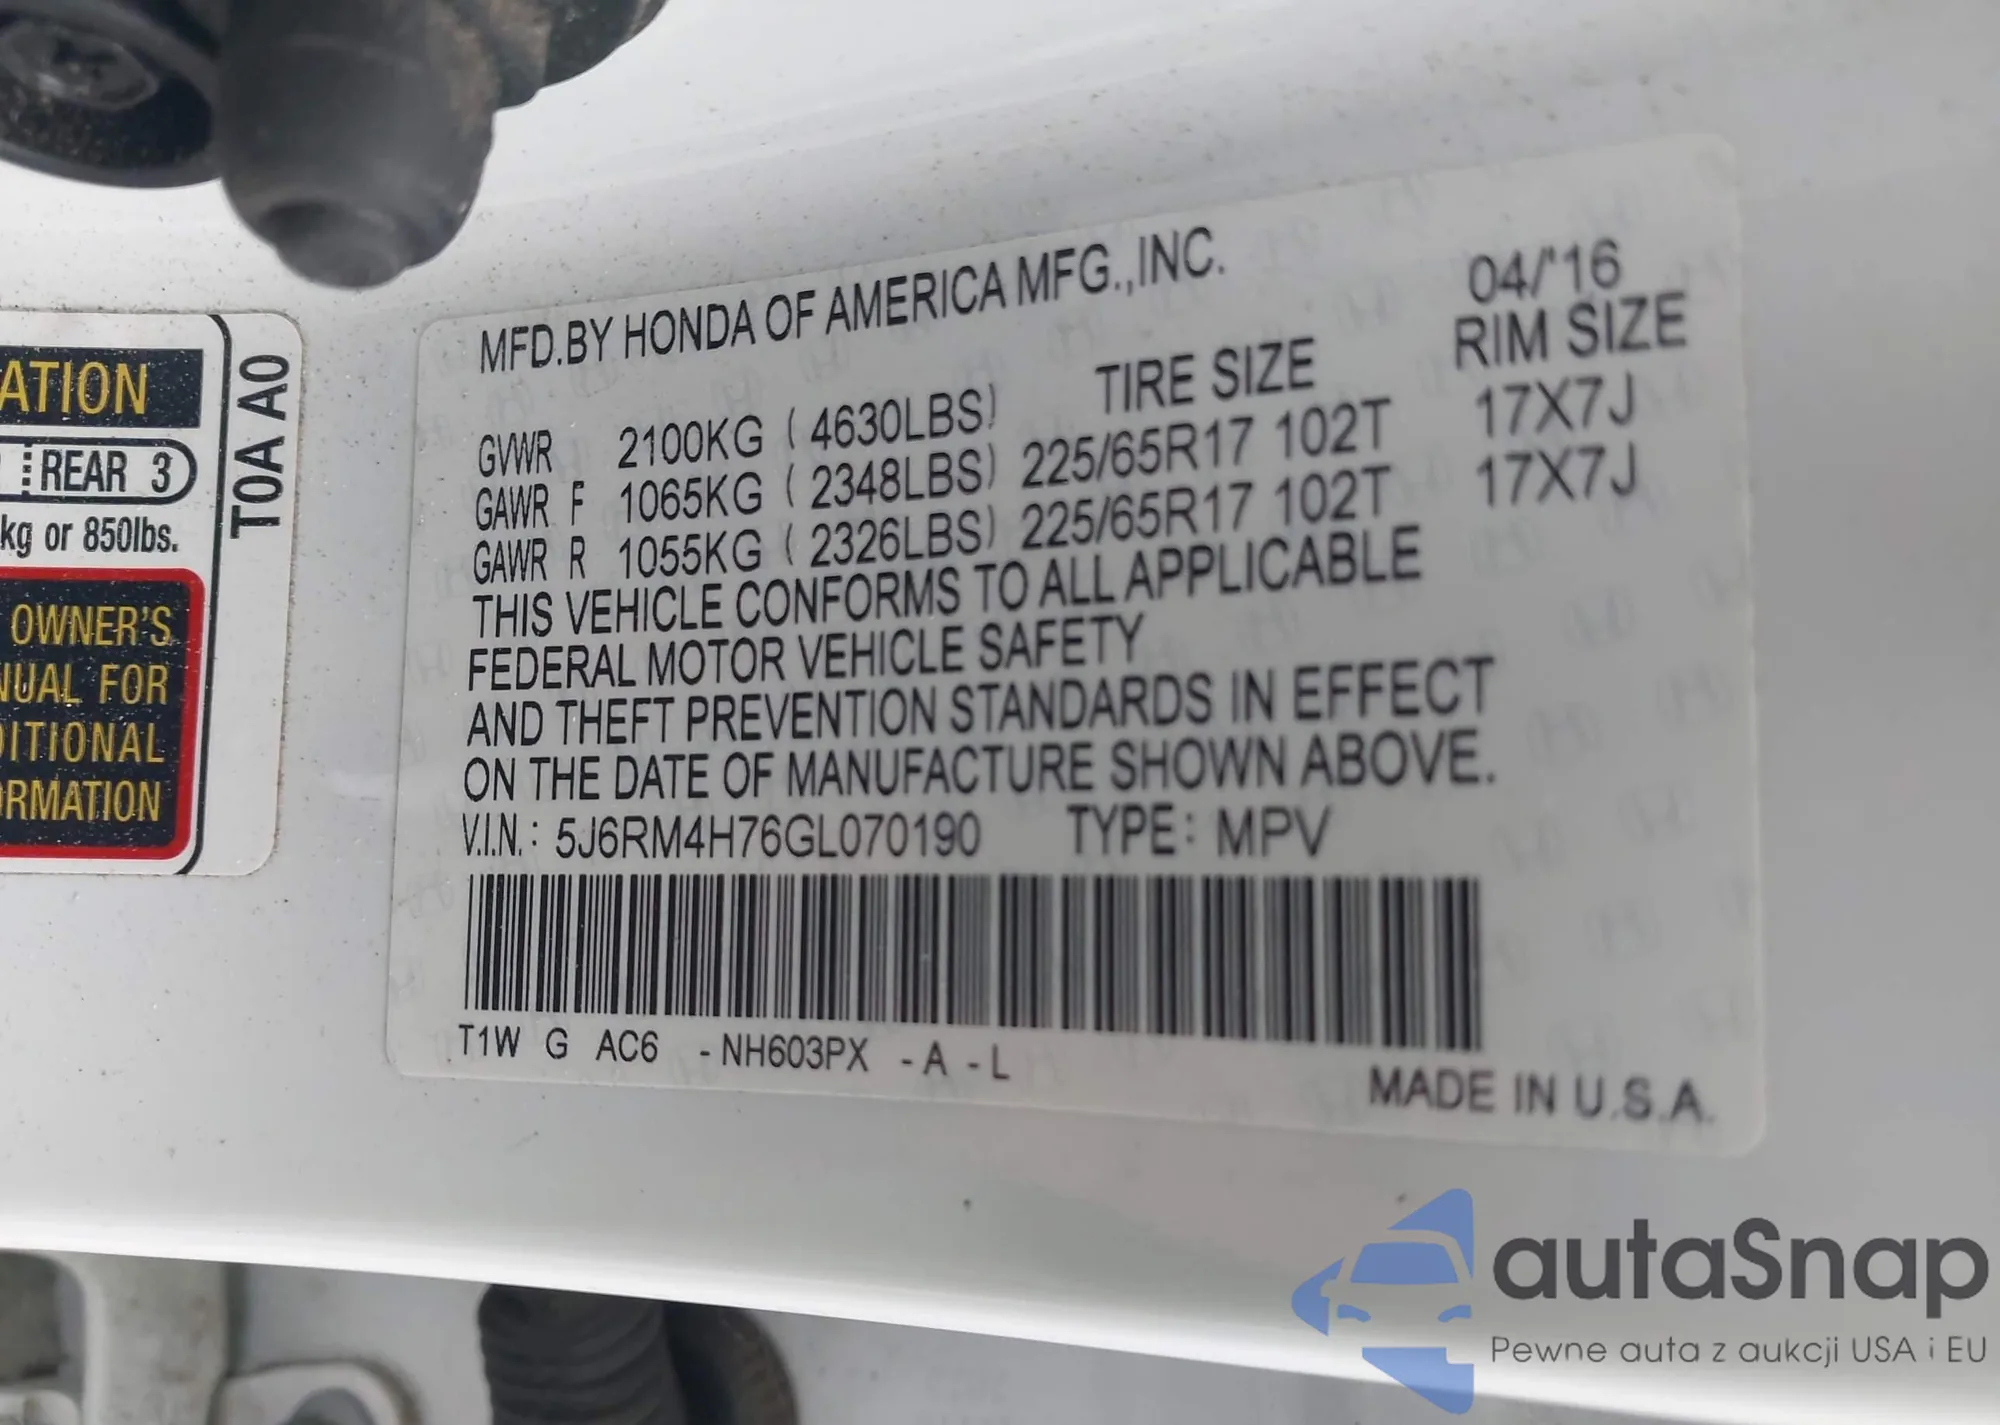 ATION
REAR 3
kg or 850lbs.
OWNER'S
NUAL FOR
DITIONAL
ORMATION
T0A A0
MFD.BY HONDA OF AMERICA MFG.,INC. 04/'16
TIRE SIZE RIM SIZE
GVWR 2100KG ( 4630LBS)
GAWR F 1065KG ( 2348LBS) 225/65R17 102T 17X7J
GAWR R 1055KG ( 2326LBS) 225/65R17 102T 17X7J
THIS VEHICLE CONFORMS TO ALL APPLICABLE
FEDERAL MOTOR VEHICLE SAFETY
AND THEFT PREVENTION STANDARDS IN EFFECT
ON THE DATE OF MANUFACTURE SHOWN ABOVE.
V.I.N.: 5J6RM4H76GL070190 TYPE: MPV
T1W G AC6 -NH603PX -A -L
MADE IN U.S.A.
autaSnap
Pewne auta z aukcji USA i EU